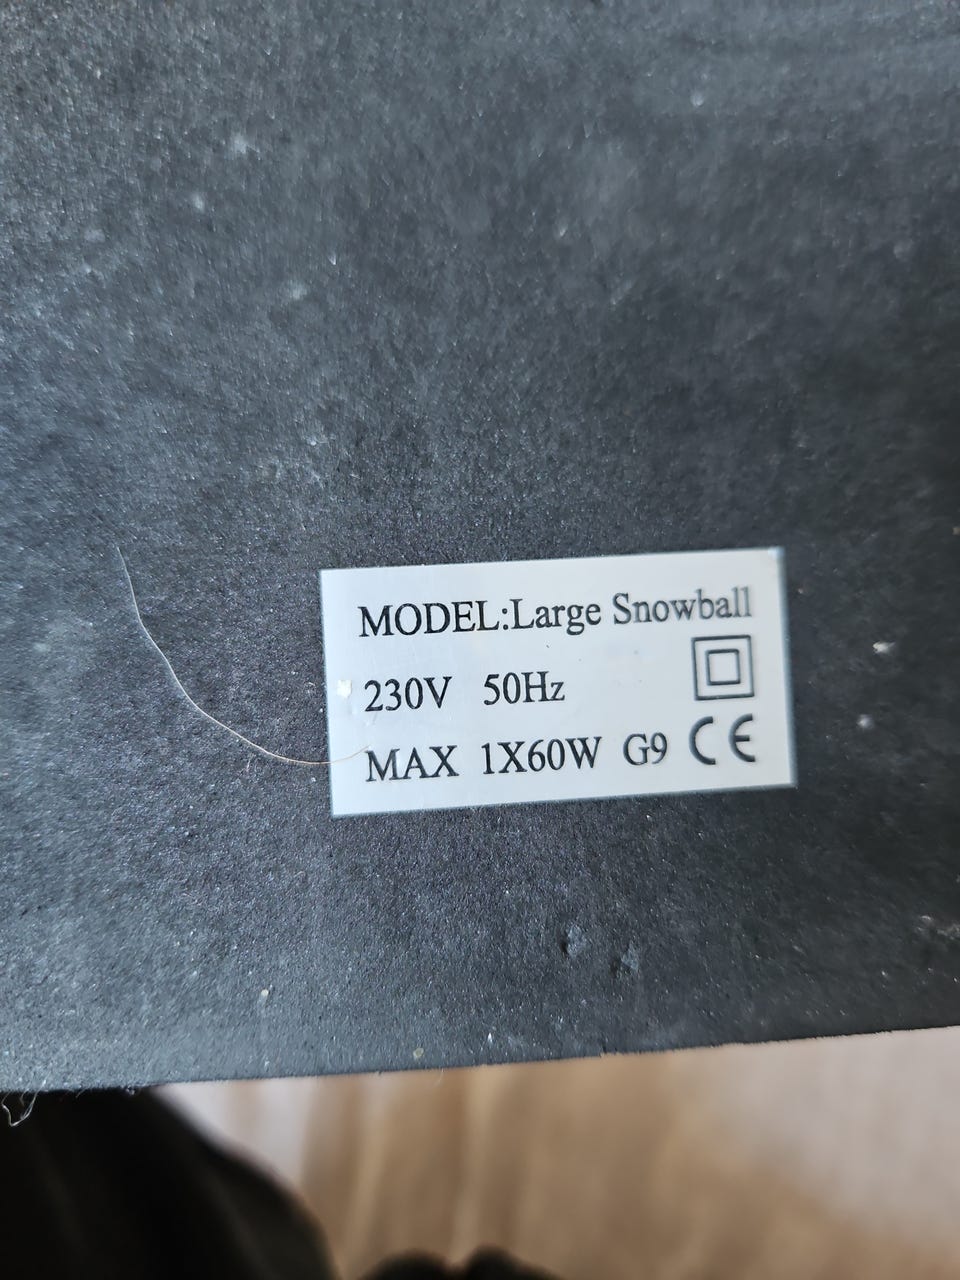 MODEL:Large Snowball
230V 50Hz
MAX 1X60W G9 CE